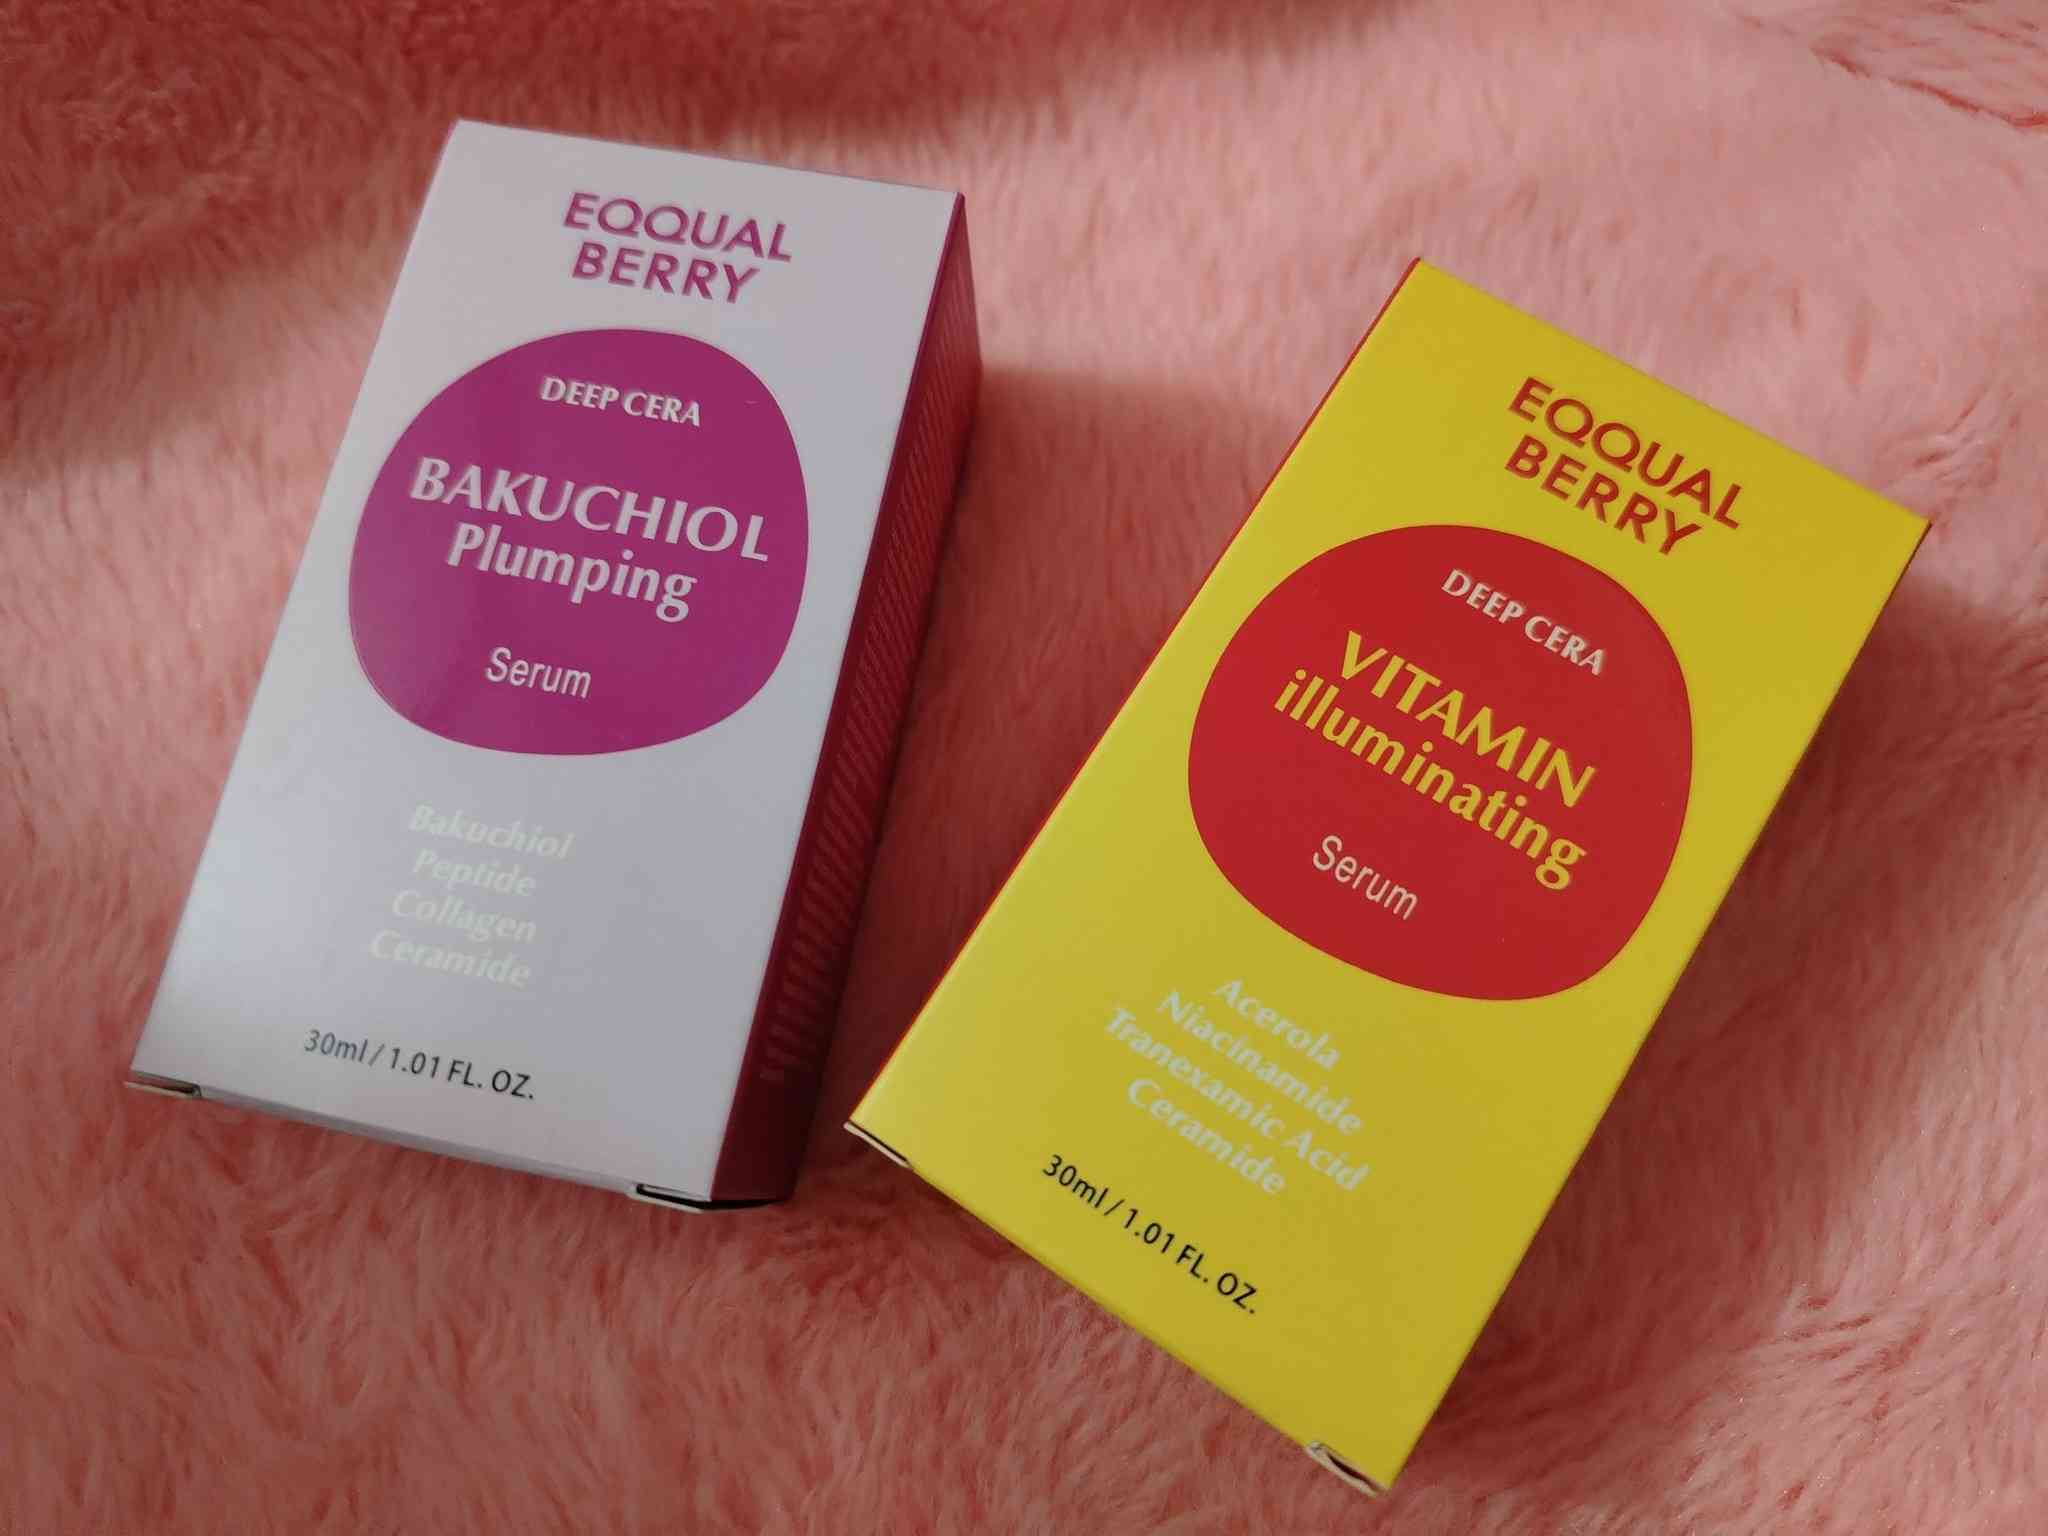 EQQUAL
BERRY
DEEP CERA
BAKUCHIOL
Plumping
Serum
Bakuchiol
Peptide
Collagen
Ceramide
30ml / 1.01 FL. OZ.
EQQUAL
BERRY
DEEP CERA
VITAMIN
illuminating
Serum
Acerola
Niacinamide
Tranexamic Acid
Ceramide
30ml / 1.01 FL. OZ.